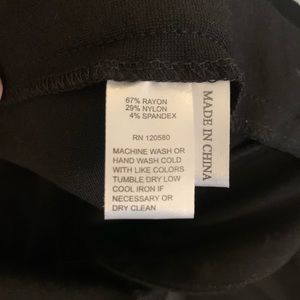 67% RAYON
29% NYLON
4% SPANDEX
RN 120580
MACHINE WASH OR
HAND WASH COLD
WITH LIKE COLORS
TUMBLE DRY LOW
COOL IRON IF
NECESSARY OR
DRY CLEAN
MADE IN CHINA